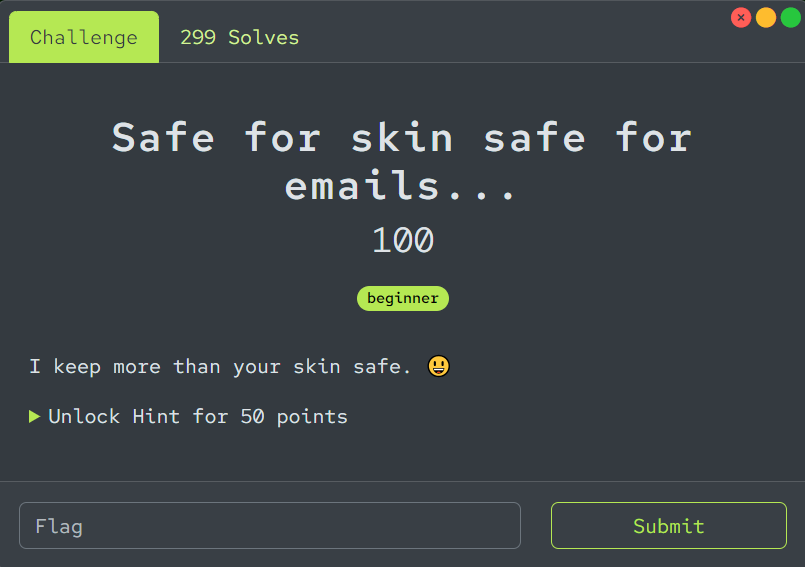 Challenge
299 Solves
Safe for skin safe for
emails...
100
beginner
I keep more than your skin safe. 😃
Unlock Hint for 50 points
Flag
Submit